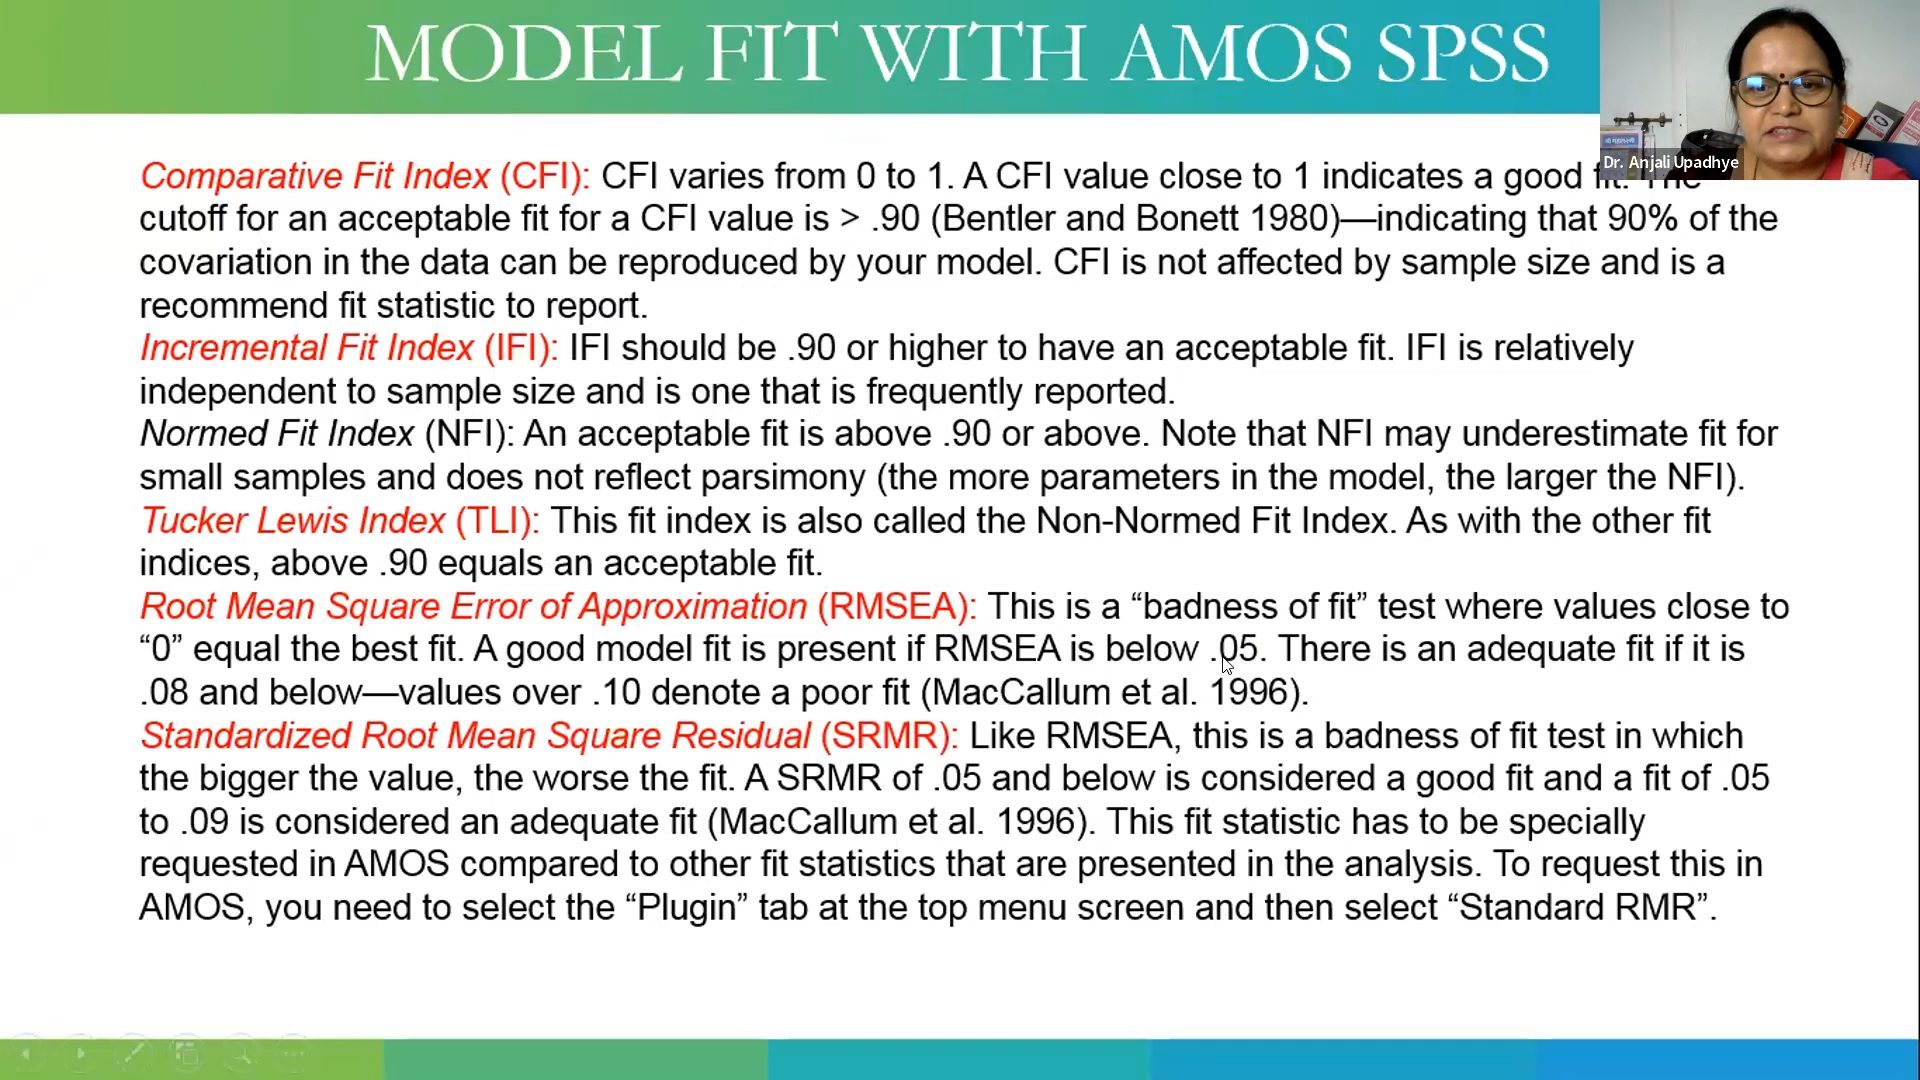 MODEL FIT WITH AMOS SPSS
Dr. Anjali Upadhye
Comparative Fit Index (CFI): CFI varies from 0 to 1. A CFI value close to 1 indicates a good fit. The
cutoff for an acceptable fit for a CFI value is > .90 (Bentler and Bonett 1980)—indicating that 90% of the
covariation in the data can be reproduced by your model. CFI is not affected by sample size and is a
recommend fit statistic to report.
Incremental Fit Index (IFI): IFI should be .90 or higher to have an acceptable fit. IFI is relatively
independent to sample size and is one that is frequently reported.
Normed Fit Index (NFI): An acceptable fit is above .90 or above. Note that NFI may underestimate fit for
small samples and does not reflect parsimony (the more parameters in the model, the larger the NFI).
Tucker Lewis Index (TLI): This fit index is also called the Non-Normed Fit Index. As with the other fit
indices, above .90 equals an acceptable fit.
Root Mean Square Error of Approximation (RMSEA): This is a “badness of fit” test where values close to
“0” equal the best fit. A good model fit is present if RMSEA is below .05. There is an adequate fit if it is
.08 and below—values over .10 denote a poor fit (MacCallum et al. 1996).
Standardized Root Mean Square Residual (SRMR): Like RMSEA, this is a badness of fit test in which
the bigger the value, the worse the fit. A SRMR of .05 and below is considered a good fit and a fit of .05
to .09 is considered an adequate fit (MacCallum et al. 1996). This fit statistic has to be specially
requested in AMOS compared to other fit statistics that are presented in the analysis. To request this in
AMOS, you need to select the “Plugin” tab at the top menu screen and then select “Standard RMR”.